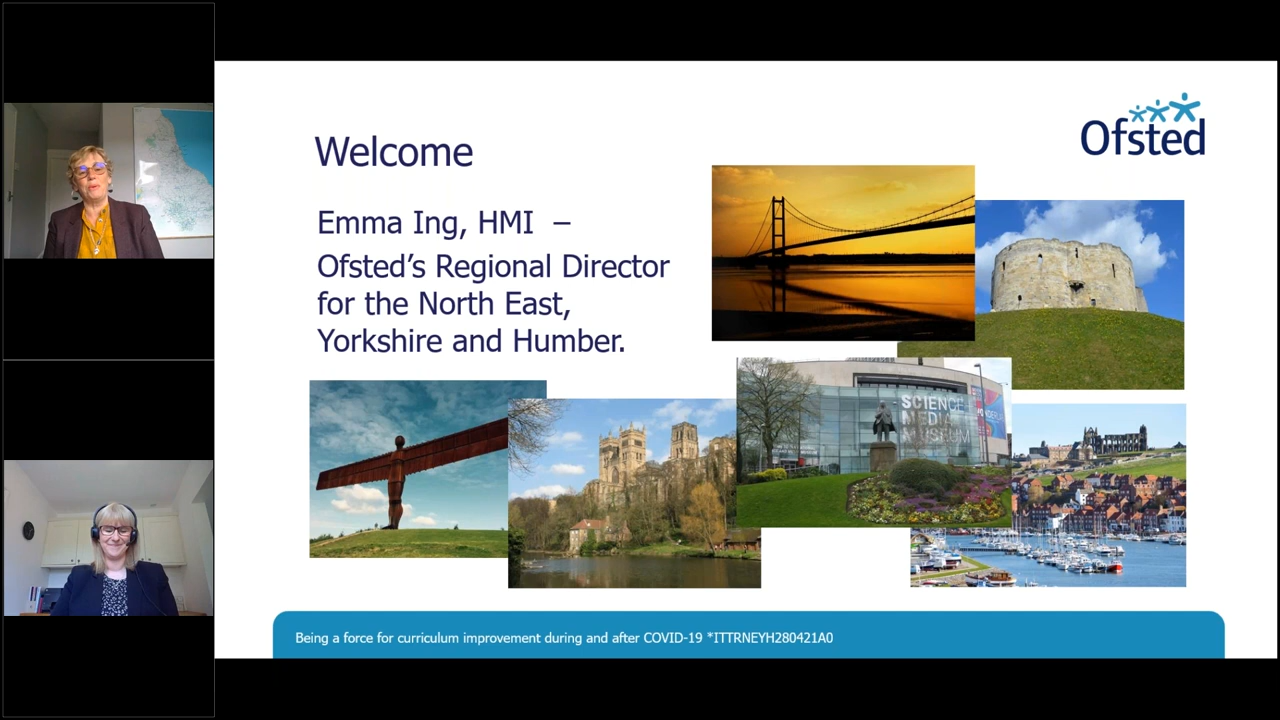 Welcome
Ofsted
Emma Ing, HMI –
Ofsted's Regional Director
for the North East,
Yorkshire and Humber.
SCIENCE
MEDIA
MUSEUM
Being a force for curriculum improvement during and after COVID-19 *ITTRNEYH280421A0